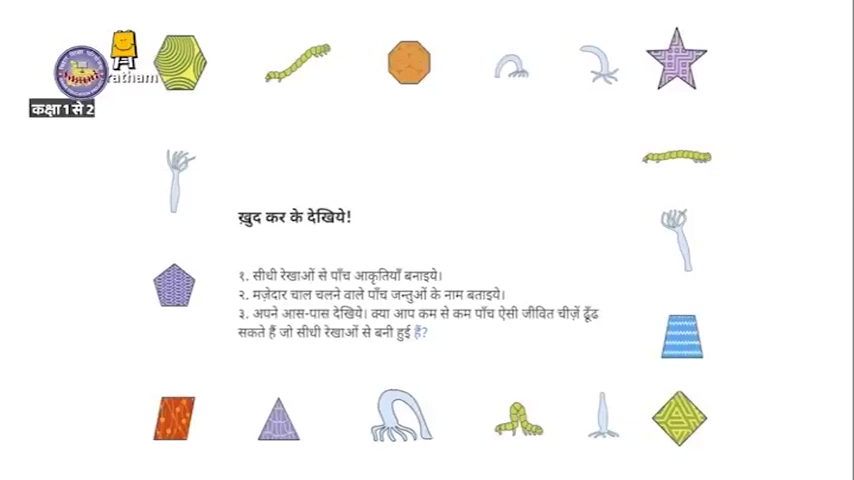 Pratham
कक्षा 1 से 2
ख़ुद कर के देखिये!
१. सीधी रेखाओं से पाँच आकृतियाँ बनाइये।
२. मज़ेदार चाल चलने वाले पाँच जन्तुओं के नाम बताइये।
३. अपने आस-पास देखिये। क्या आप कम से कम पाँच ऐसी जीवित चीज़ें ढूँढ
सकते हैं जो सीधी रेखाओं से बनी हुई हैं?